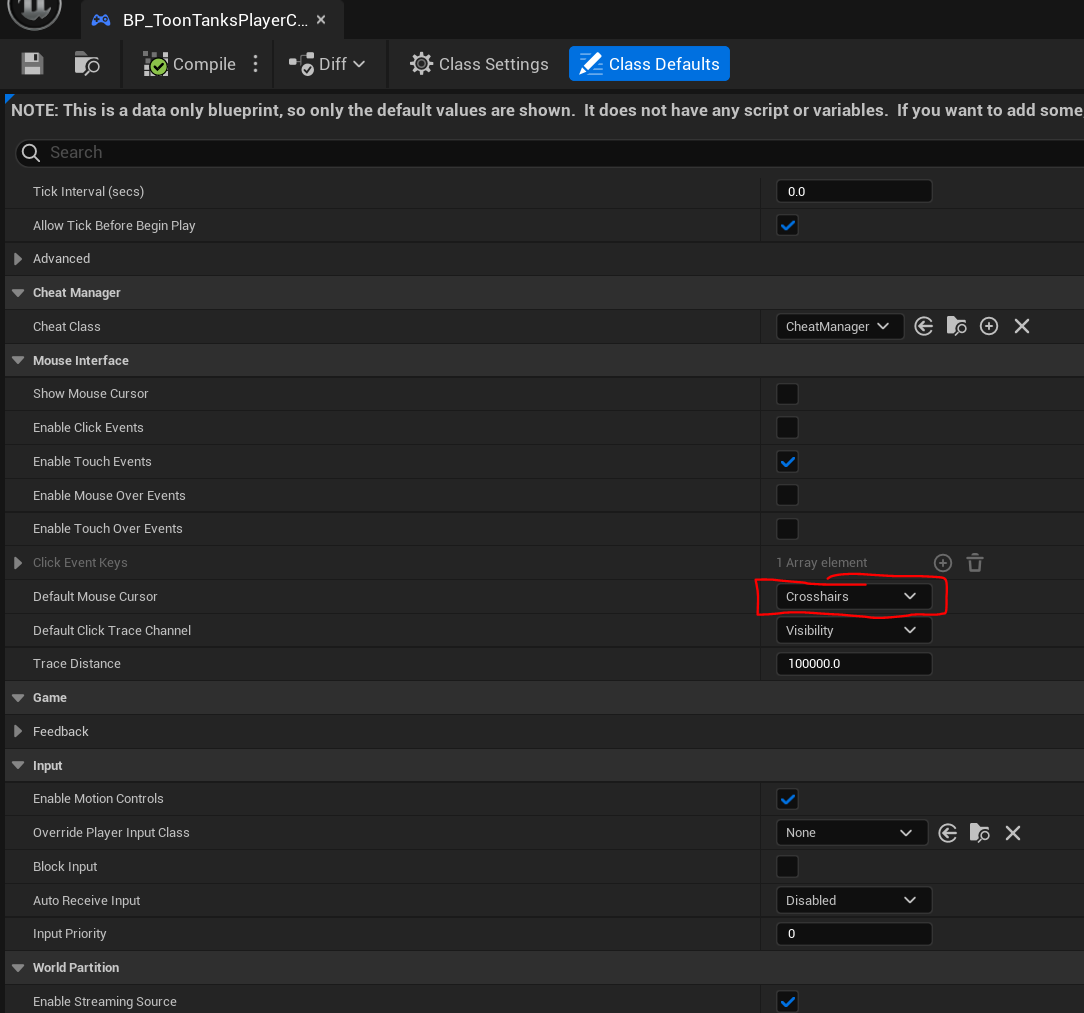 BP_ToonTanksPlayerC...
Compile Diff Class Settings Class Defaults
NOTE: This is a data only blueprint, so only the default values are shown. It does not have any script or variables. If you want to add some
Search
Tick Interval (secs) 0.0
Allow Tick Before Begin Play
Advanced
Cheat Manager
Cheat Class CheatManager
Mouse Interface
Show Mouse Cursor
Enable Click Events
Enable Touch Events
Enable Mouse Over Events
Enable Touch Over Events
Click Event Keys 1 Array element
Default Mouse Cursor Crosshairs
Default Click Trace Channel Visibility
Trace Distance 100000.0
Game
Feedback
Input
Enable Motion Controls
Override Player Input Class None
Block Input
Auto Receive Input Disabled
Input Priority 0
World Partition
Enable Streaming Source